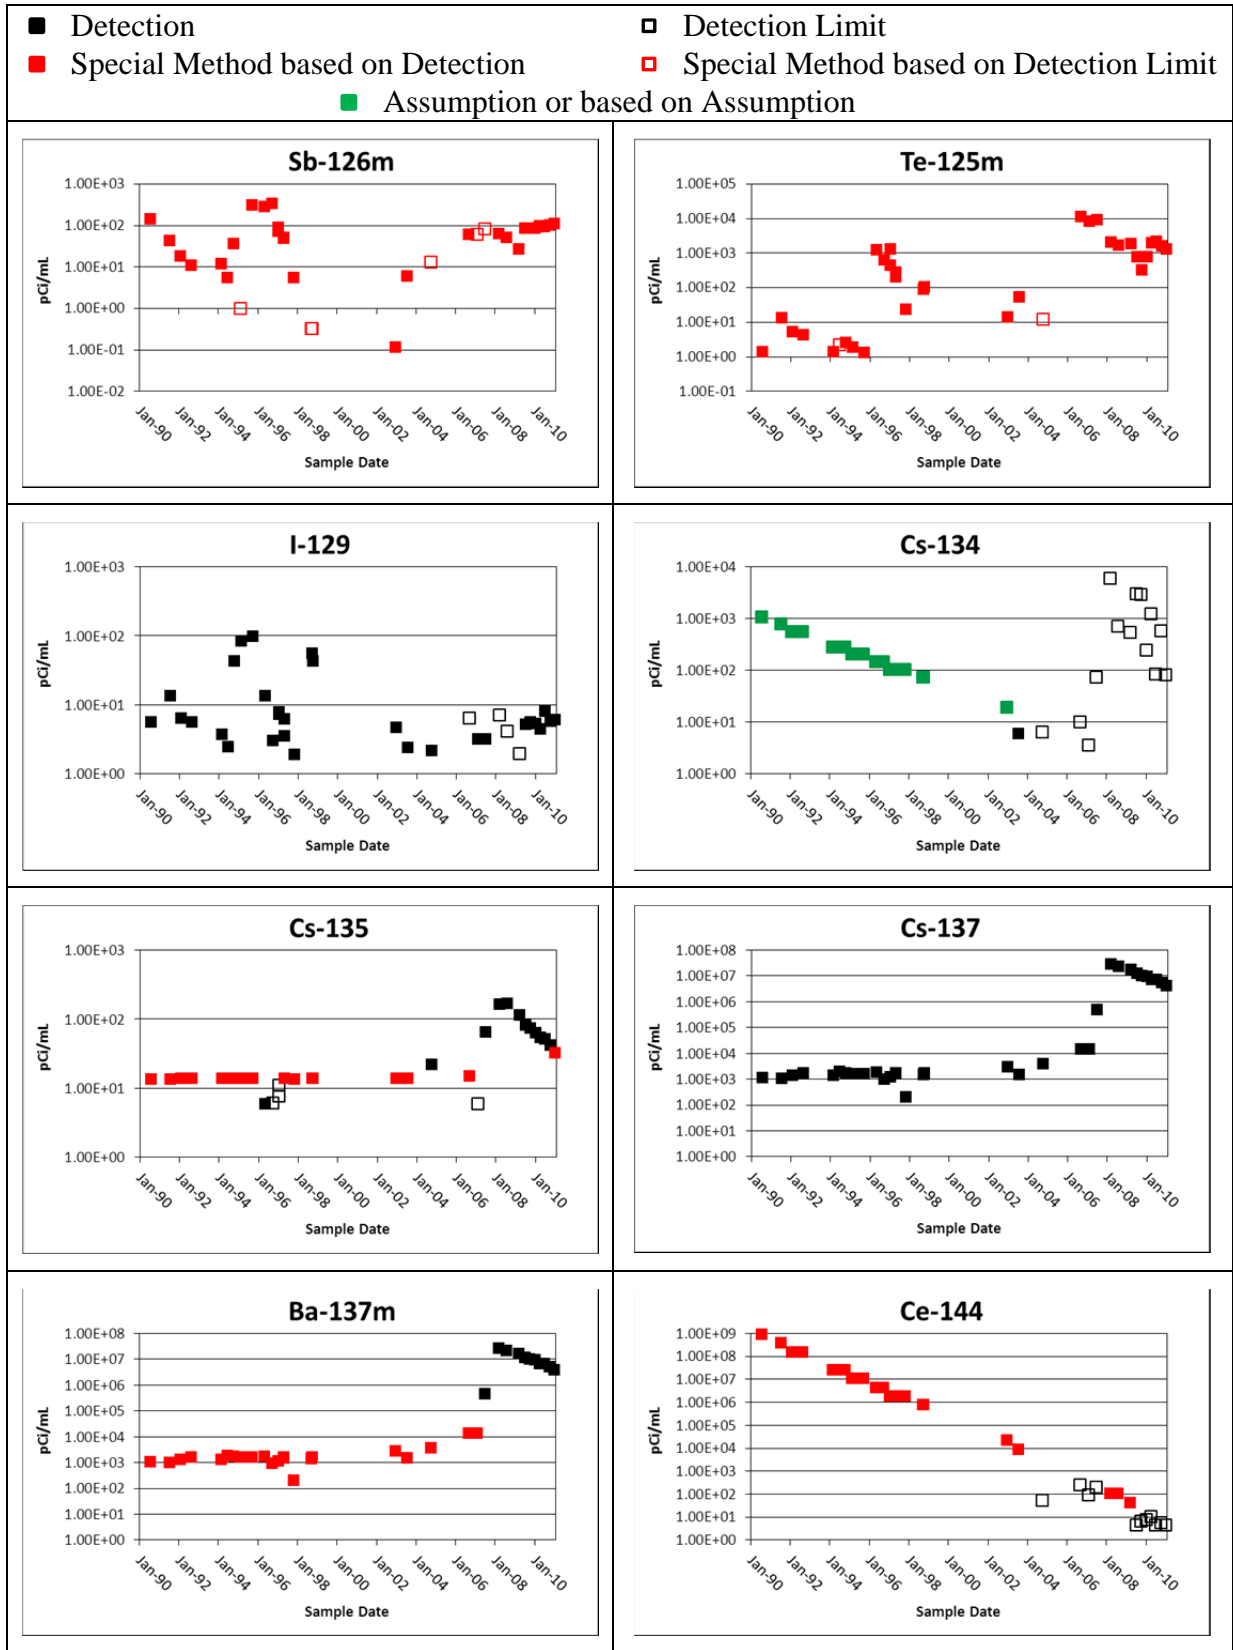 ■ Detection □ Detection Limit
■ Special Method based on Detection □ Special Method based on Detection Limit
■ Assumption or based on Assumption
Sb-126m
1.00E+03
1.00E+02
1.00E+01
1.00E+00
1.00E-01
1.00E-02
pCi/mL
Jan-90 Jan-92 Jan-94 Jan-96 Jan-98 Jan-00 Jan-02 Jan-04 Jan-06 Jan-08 Jan-10
Sample Date
Te-125m
1.00E+05
1.00E+04
1.00E+03
1.00E+02
1.00E+01
1.00E+00
1.00E-01
pCi/mL
Jan-90 Jan-92 Jan-94 Jan-96 Jan-98 Jan-00 Jan-02 Jan-04 Jan-06 Jan-08 Jan-10
Sample Date
I-129
1.00E+03
1.00E+02
1.00E+01
1.00E+00
pCi/mL
Jan-90 Jan-92 Jan-94 Jan-96 Jan-98 Jan-00 Jan-02 Jan-04 Jan-06 Jan-08 Jan-10
Sample Date
Cs-134
1.00E+04
1.00E+03
1.00E+02
1.00E+01
1.00E+00
pCi/mL
Jan-90 Jan-92 Jan-94 Jan-96 Jan-98 Jan-00 Jan-02 Jan-04 Jan-06 Jan-08 Jan-10
Sample Date
Cs-135
1.00E+03
1.00E+02
1.00E+01
1.00E+00
pCi/mL
Jan-90 Jan-92 Jan-94 Jan-96 Jan-98 Jan-00 Jan-02 Jan-04 Jan-06 Jan-08 Jan-10
Sample Date
Cs-137
1.00E+08
1.00E+07
1.00E+06
1.00E+05
1.00E+04
1.00E+03
1.00E+02
1.00E+01
1.00E+00
pCi/mL
Jan-90 Jan-92 Jan-94 Jan-96 Jan-98 Jan-00 Jan-02 Jan-04 Jan-06 Jan-08 Jan-10
Sample Date
Ba-137m
1.00E+08
1.00E+07
1.00E+06
1.00E+05
1.00E+04
1.00E+03
1.00E+02
1.00E+01
1.00E+00
pCi/mL
Jan-90 Jan-92 Jan-94 Jan-96 Jan-98 Jan-00 Jan-02 Jan-04 Jan-06 Jan-08 Jan-10
Sample Date
Ce-144
1.00E+09
1.00E+08
1.00E+07
1.00E+06
1.00E+05
1.00E+04
1.00E+03
1.00E+02
1.00E+01
1.00E+00
pCi/mL
Jan-90 Jan-92 Jan-94 Jan-96 Jan-98 Jan-00 Jan-02 Jan-04 Jan-06 Jan-08 Jan-10
Sample Date